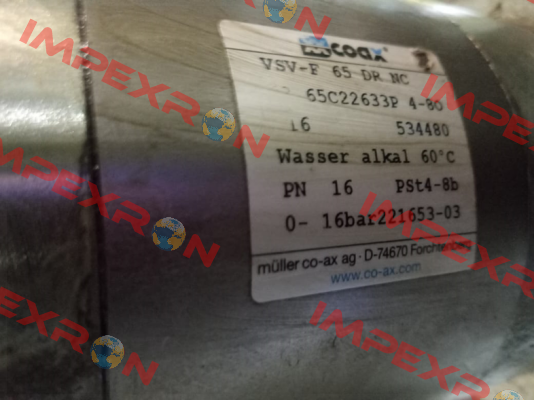 coax
VSV-F 65 DR NC
65C22633P 4-80
16 534480
Wasser alkal 60°C
PN 16 PSt4-8b
0- 16bar221653-03
müller co-ax ag · D-74670 Forchtenberg
www.co-ax.com
IMPEXRON
IMPEXRON
IMPEXRON
IMPEXRON